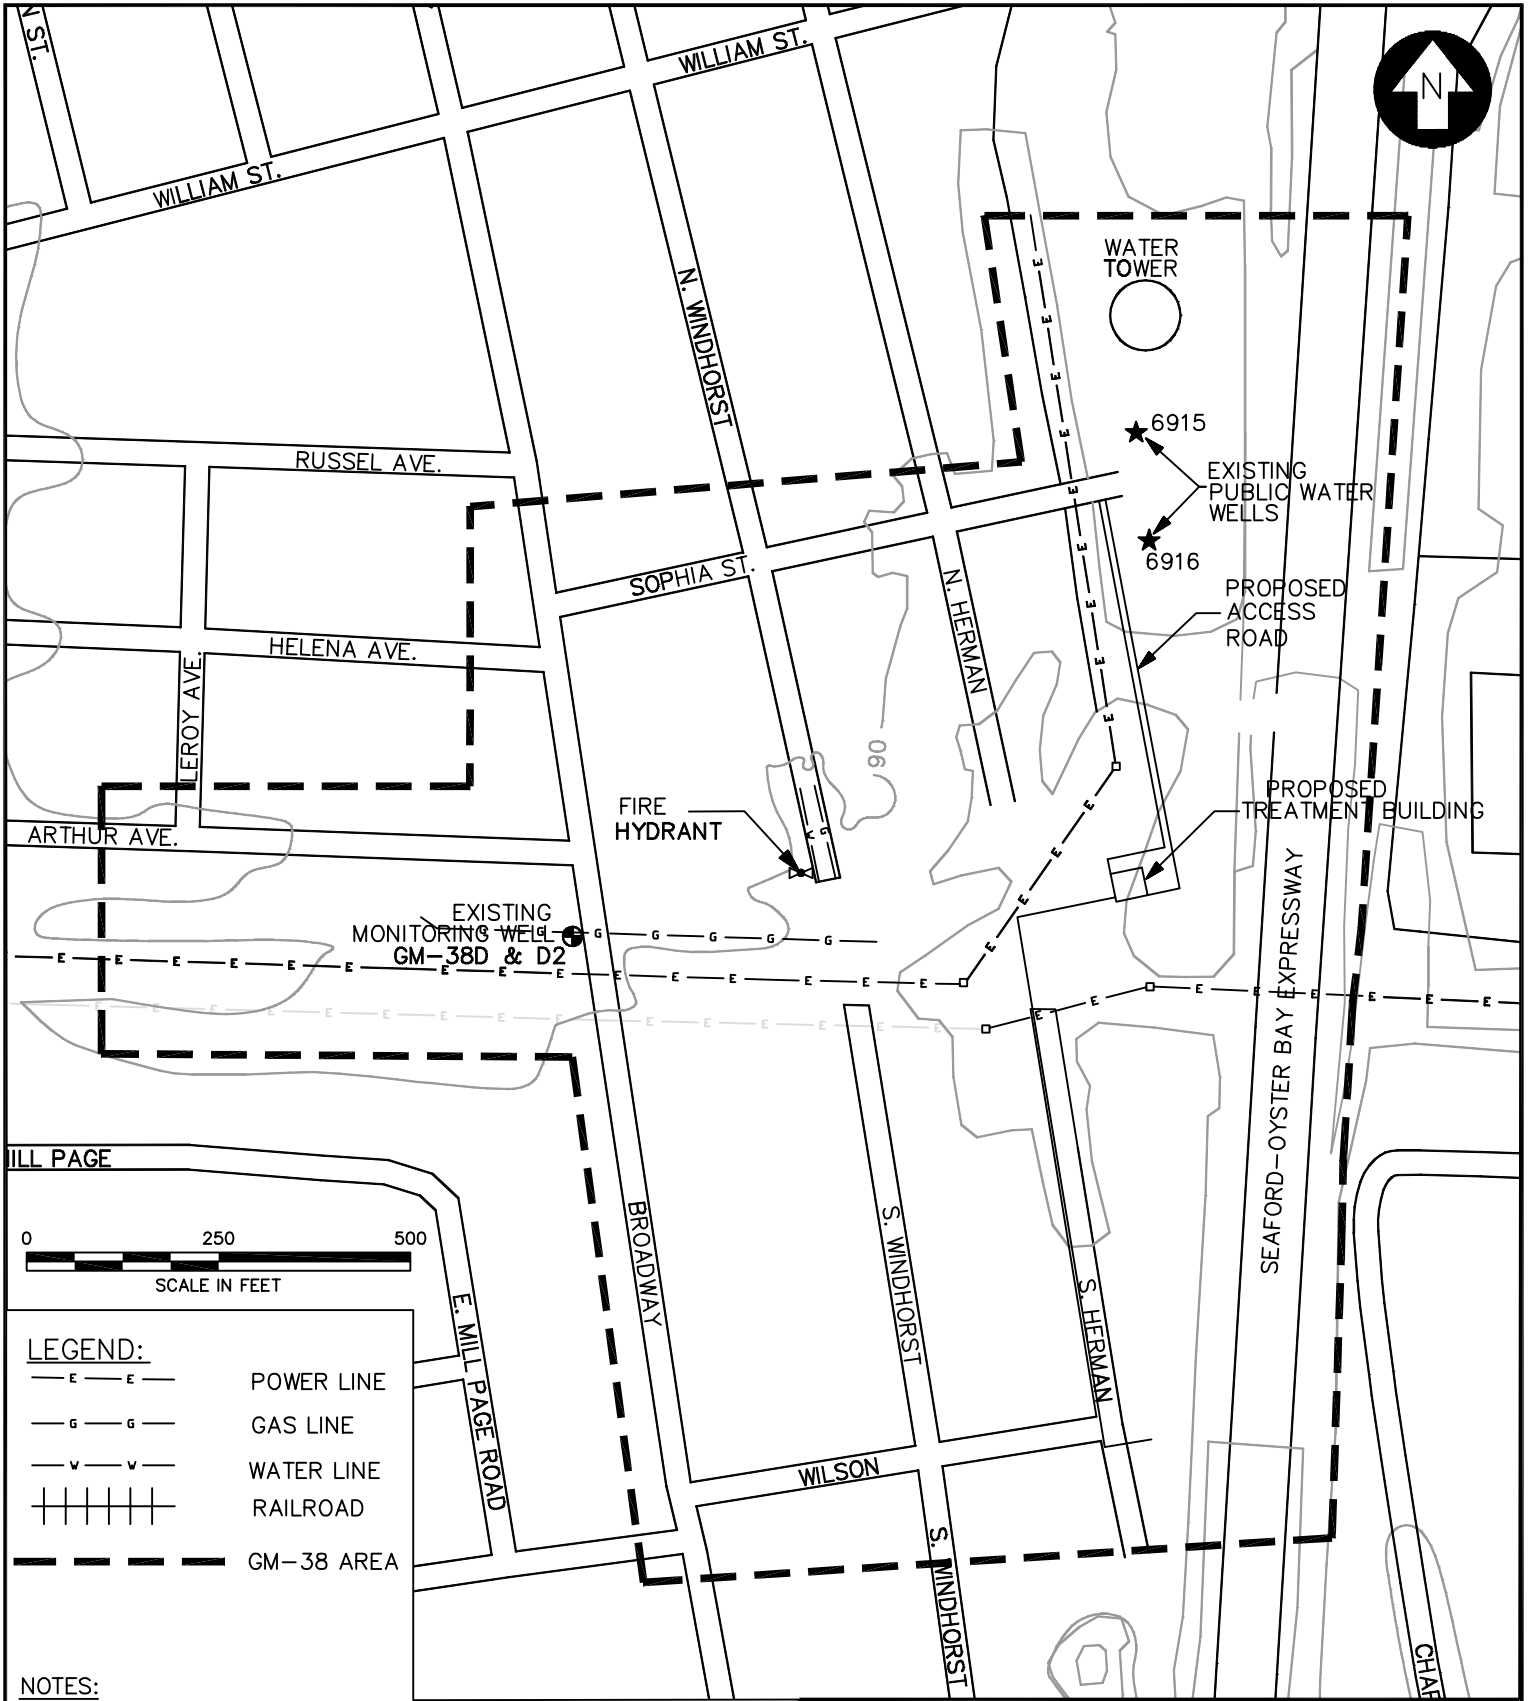 N ST.
WILLIAM ST.
N
WILLIAM ST.
WATER
TOWER
N. WINDHORST
6915
RUSSEL AVE.
EXISTING
PUBLIC WATER
WELLS
6916
SOPHIA ST.
N. HERMAN
PROPOSED
ACCESS
ROAD
HELENA AVE.
LEROY AVE.
90
PROPOSED
TREATMENT BUILDING
FIRE
HYDRANT
W
G
ARTHUR AVE.
EXISTING
MONITORING WELL
GM-38D & D2
SEAFORD-OYSTER BAY EXPRESSWAY
ILL PAGE
BROADWAY
S. WINDHORST
S. HERMAN
0 250 500
SCALE IN FEET
E. MILL PAGE ROAD
WILSON
S. WINDHORST
CHAR
LEGEND:
E E POWER LINE
G G GAS LINE
W W WATER LINE
RAILROAD
GM-38 AREA
NOTES: